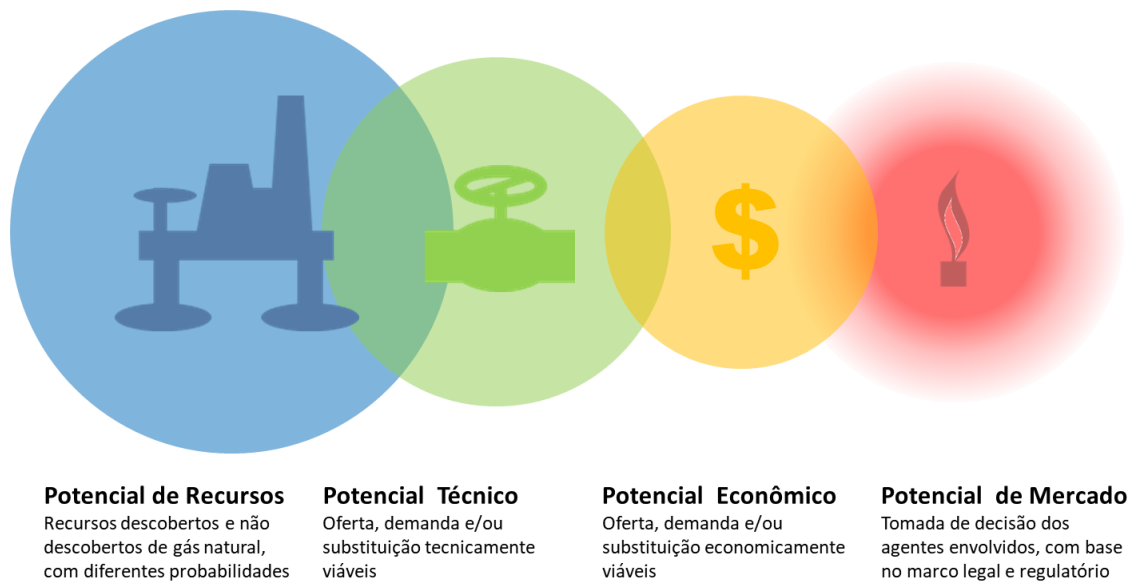 $
Potencial de Recursos
Recursos descobertos e não
descobertos de gás natural,
com diferentes probabilidades
Potencial Técnico
Oferta, demanda e/ou
substituição tecnicamente
viáveis
Potencial Econômico
Oferta, demanda e/ou
substituição economicamente
viáveis
Potencial de Mercado
Tomada de decisão dos
agentes envolvidos, com base
no marco legal e regulatório